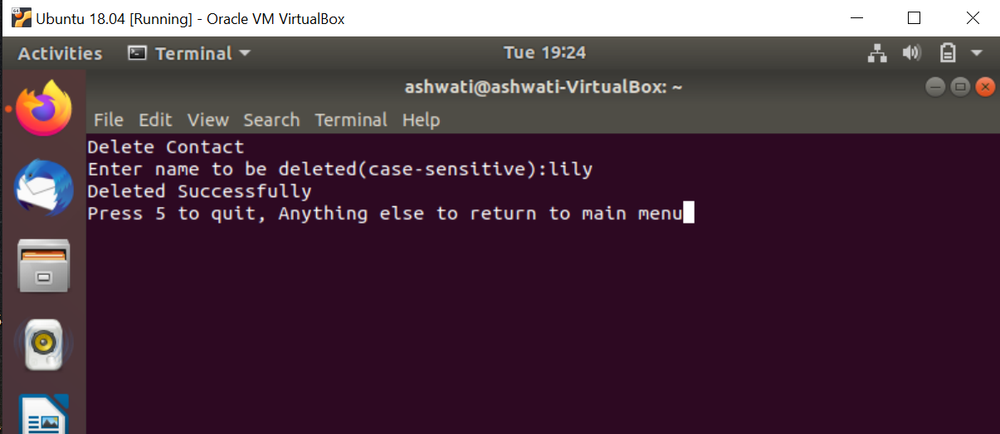 Ubuntu 18.04 [Running] - Oracle VM VirtualBox
Activities Terminal Tue 19:24
ashwati@ashwati-VirtualBox: ~
File Edit View Search Terminal Help
Delete Contact
Enter name to be deleted(case-sensitive):lily
Deleted Successfully
Press 5 to quit, Anything else to return to main menu